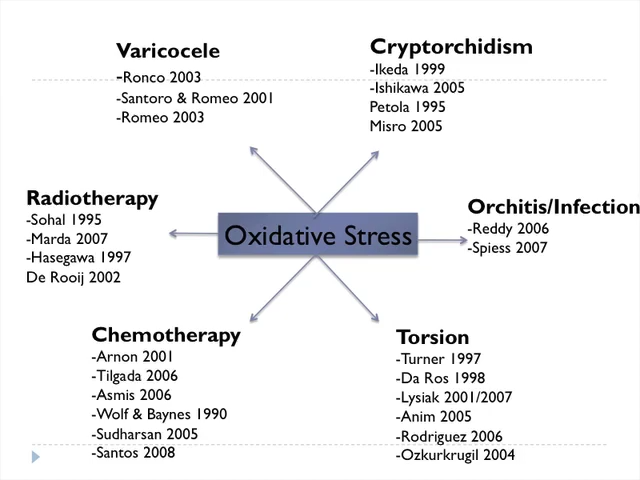 Varicocele
-Ronco 2003
-Santoro & Romeo 2001
-Romeo 2003
Cryptorchidism
-Ikeda 1999
-Ishikawa 2005
Petola 1995
Misro 2005
Radiotherapy
-Sohal 1995
-Marda 2007
-Hasegawa 1997
De Rooij 2002
Oxidative Stress
Orchitis/Infection
-Reddy 2006
-Spiess 2007
Chemotherapy
-Arnon 2001
-Tilgada 2006
-Asmis 2006
-Wolf & Baynes 1990
-Sudharsan 2005
-Santos 2008
Torsion
-Turner 1997
-Da Ros 1998
-Lysiak 2001/2007
-Anim 2005
-Rodriguez 2006
-Ozkurkrugil 2004